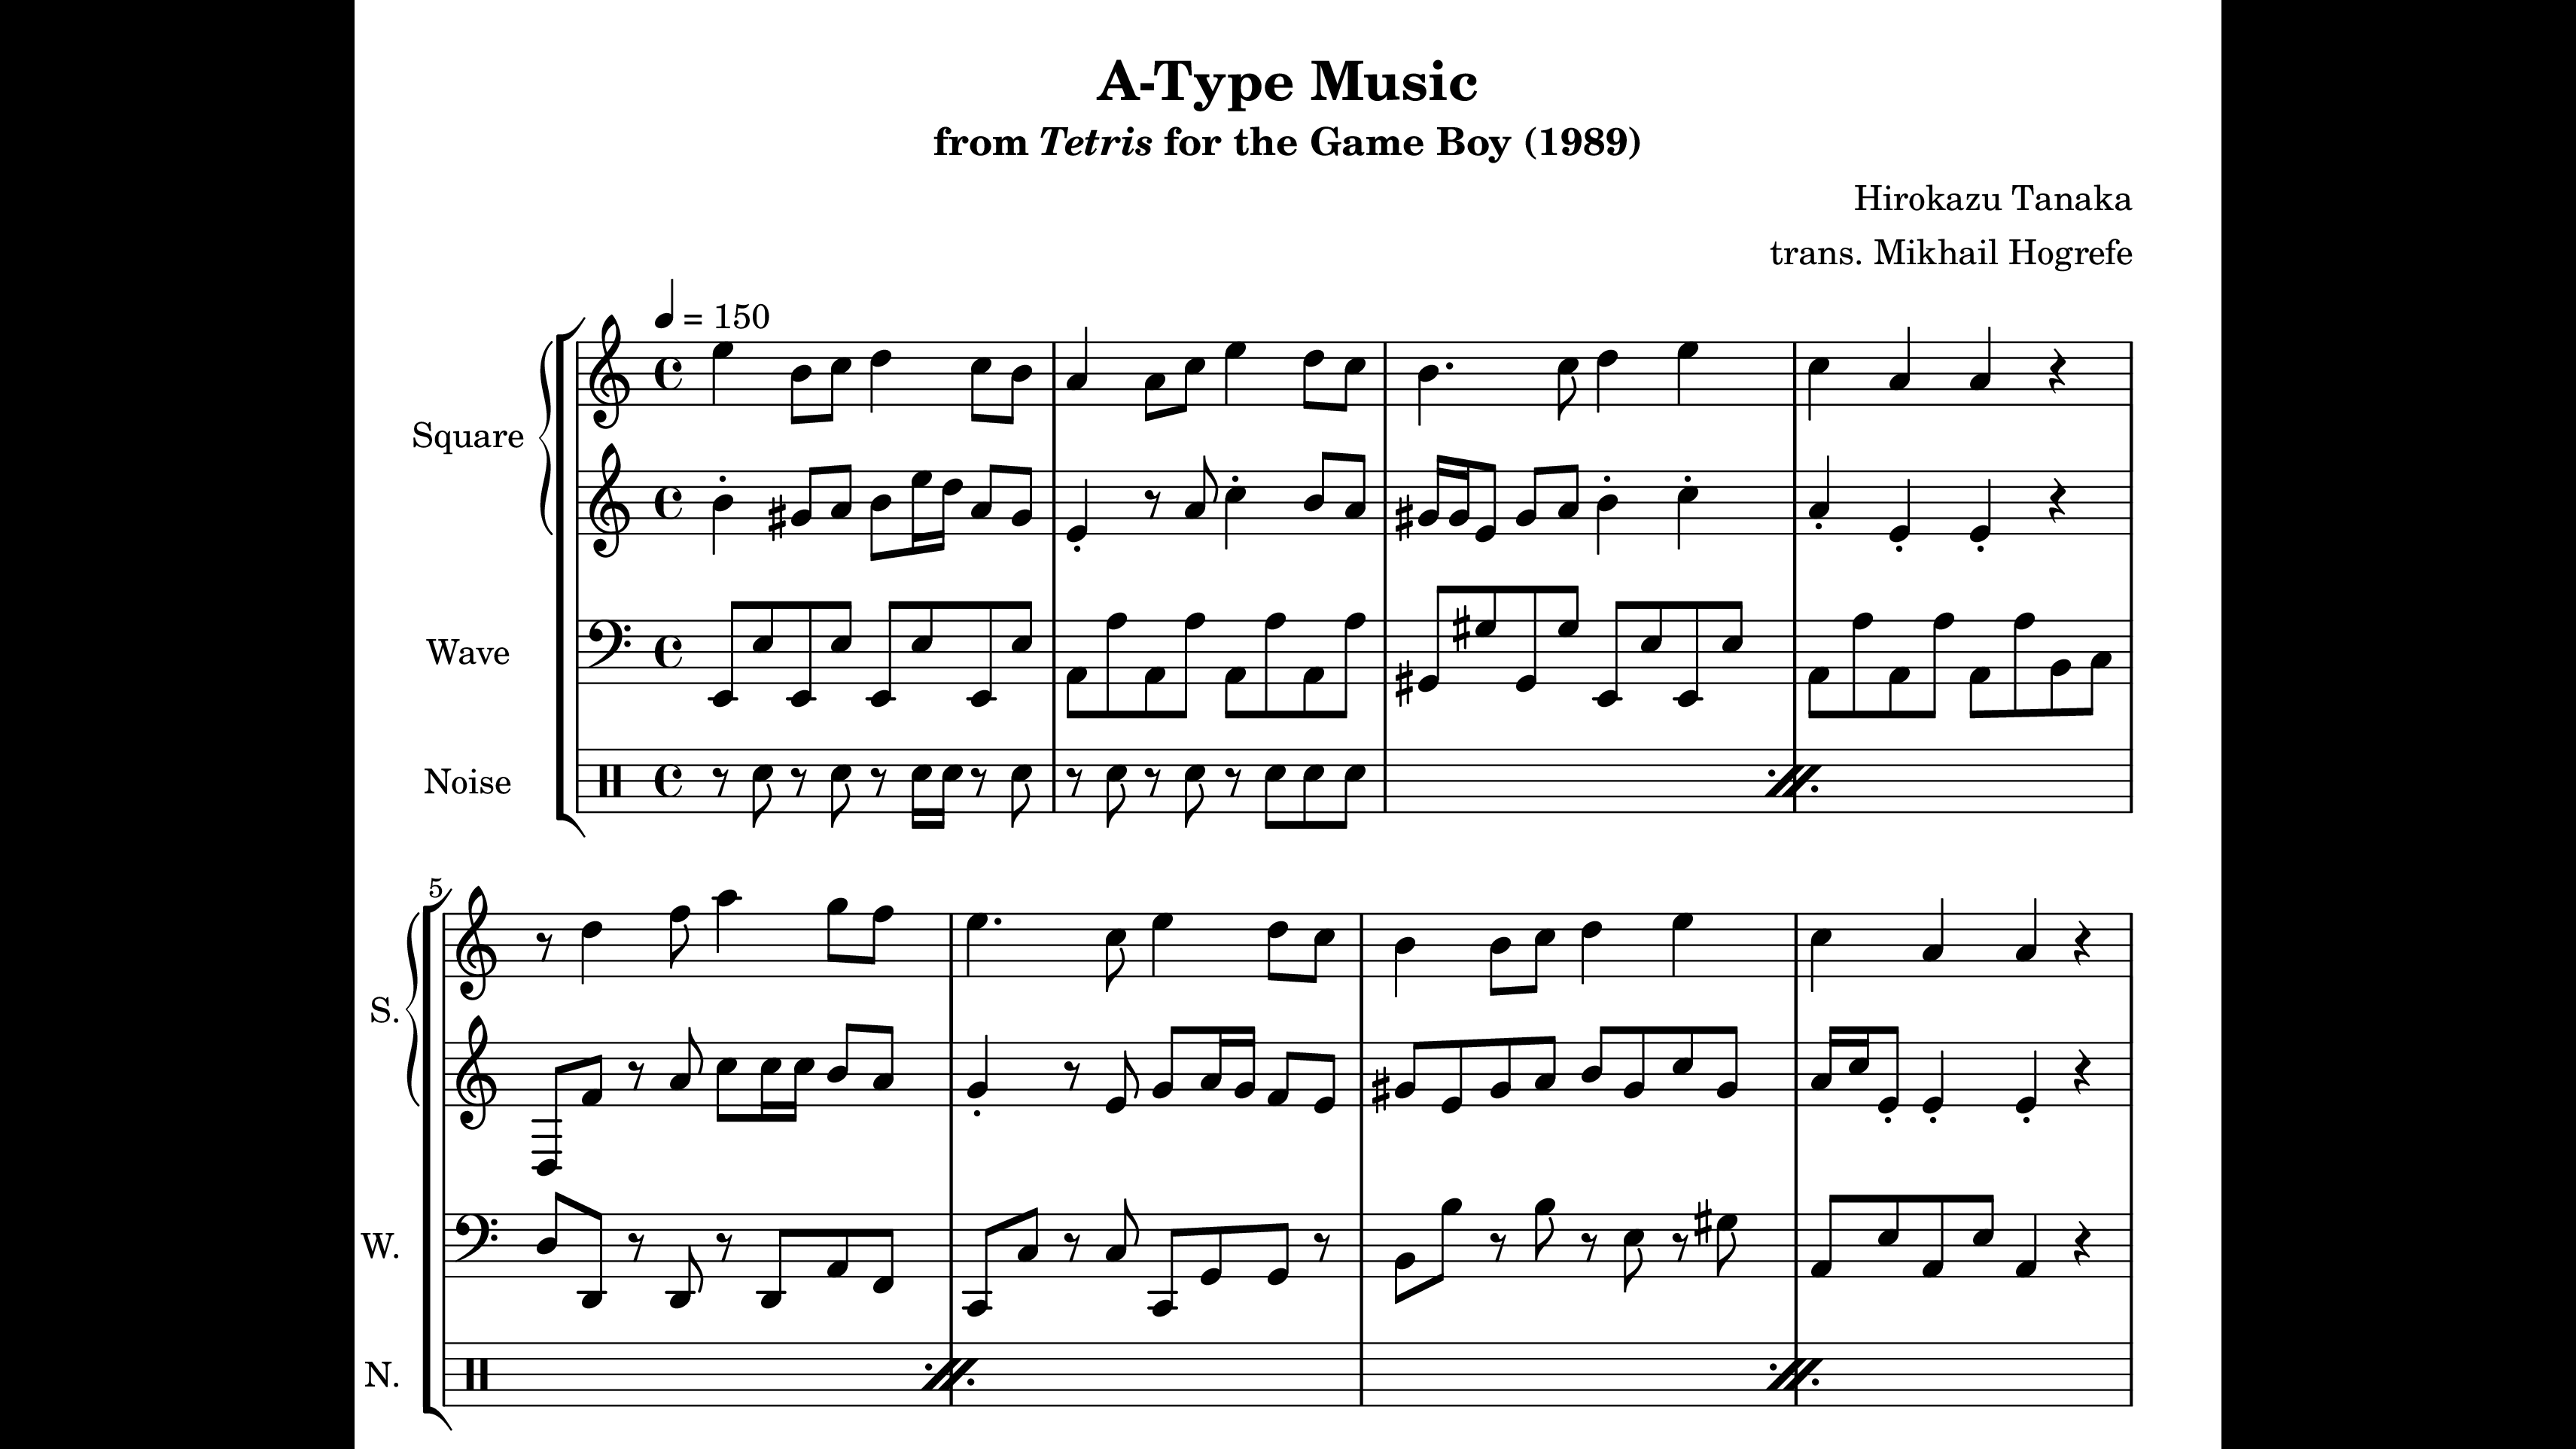 A-Type Music
from Tetris for the Game Boy (1989)
Hirokazu Tanaka
trans. Mikhail Hogrefe
= 150
Square
Wave
Noise
5
S.
W.
N.